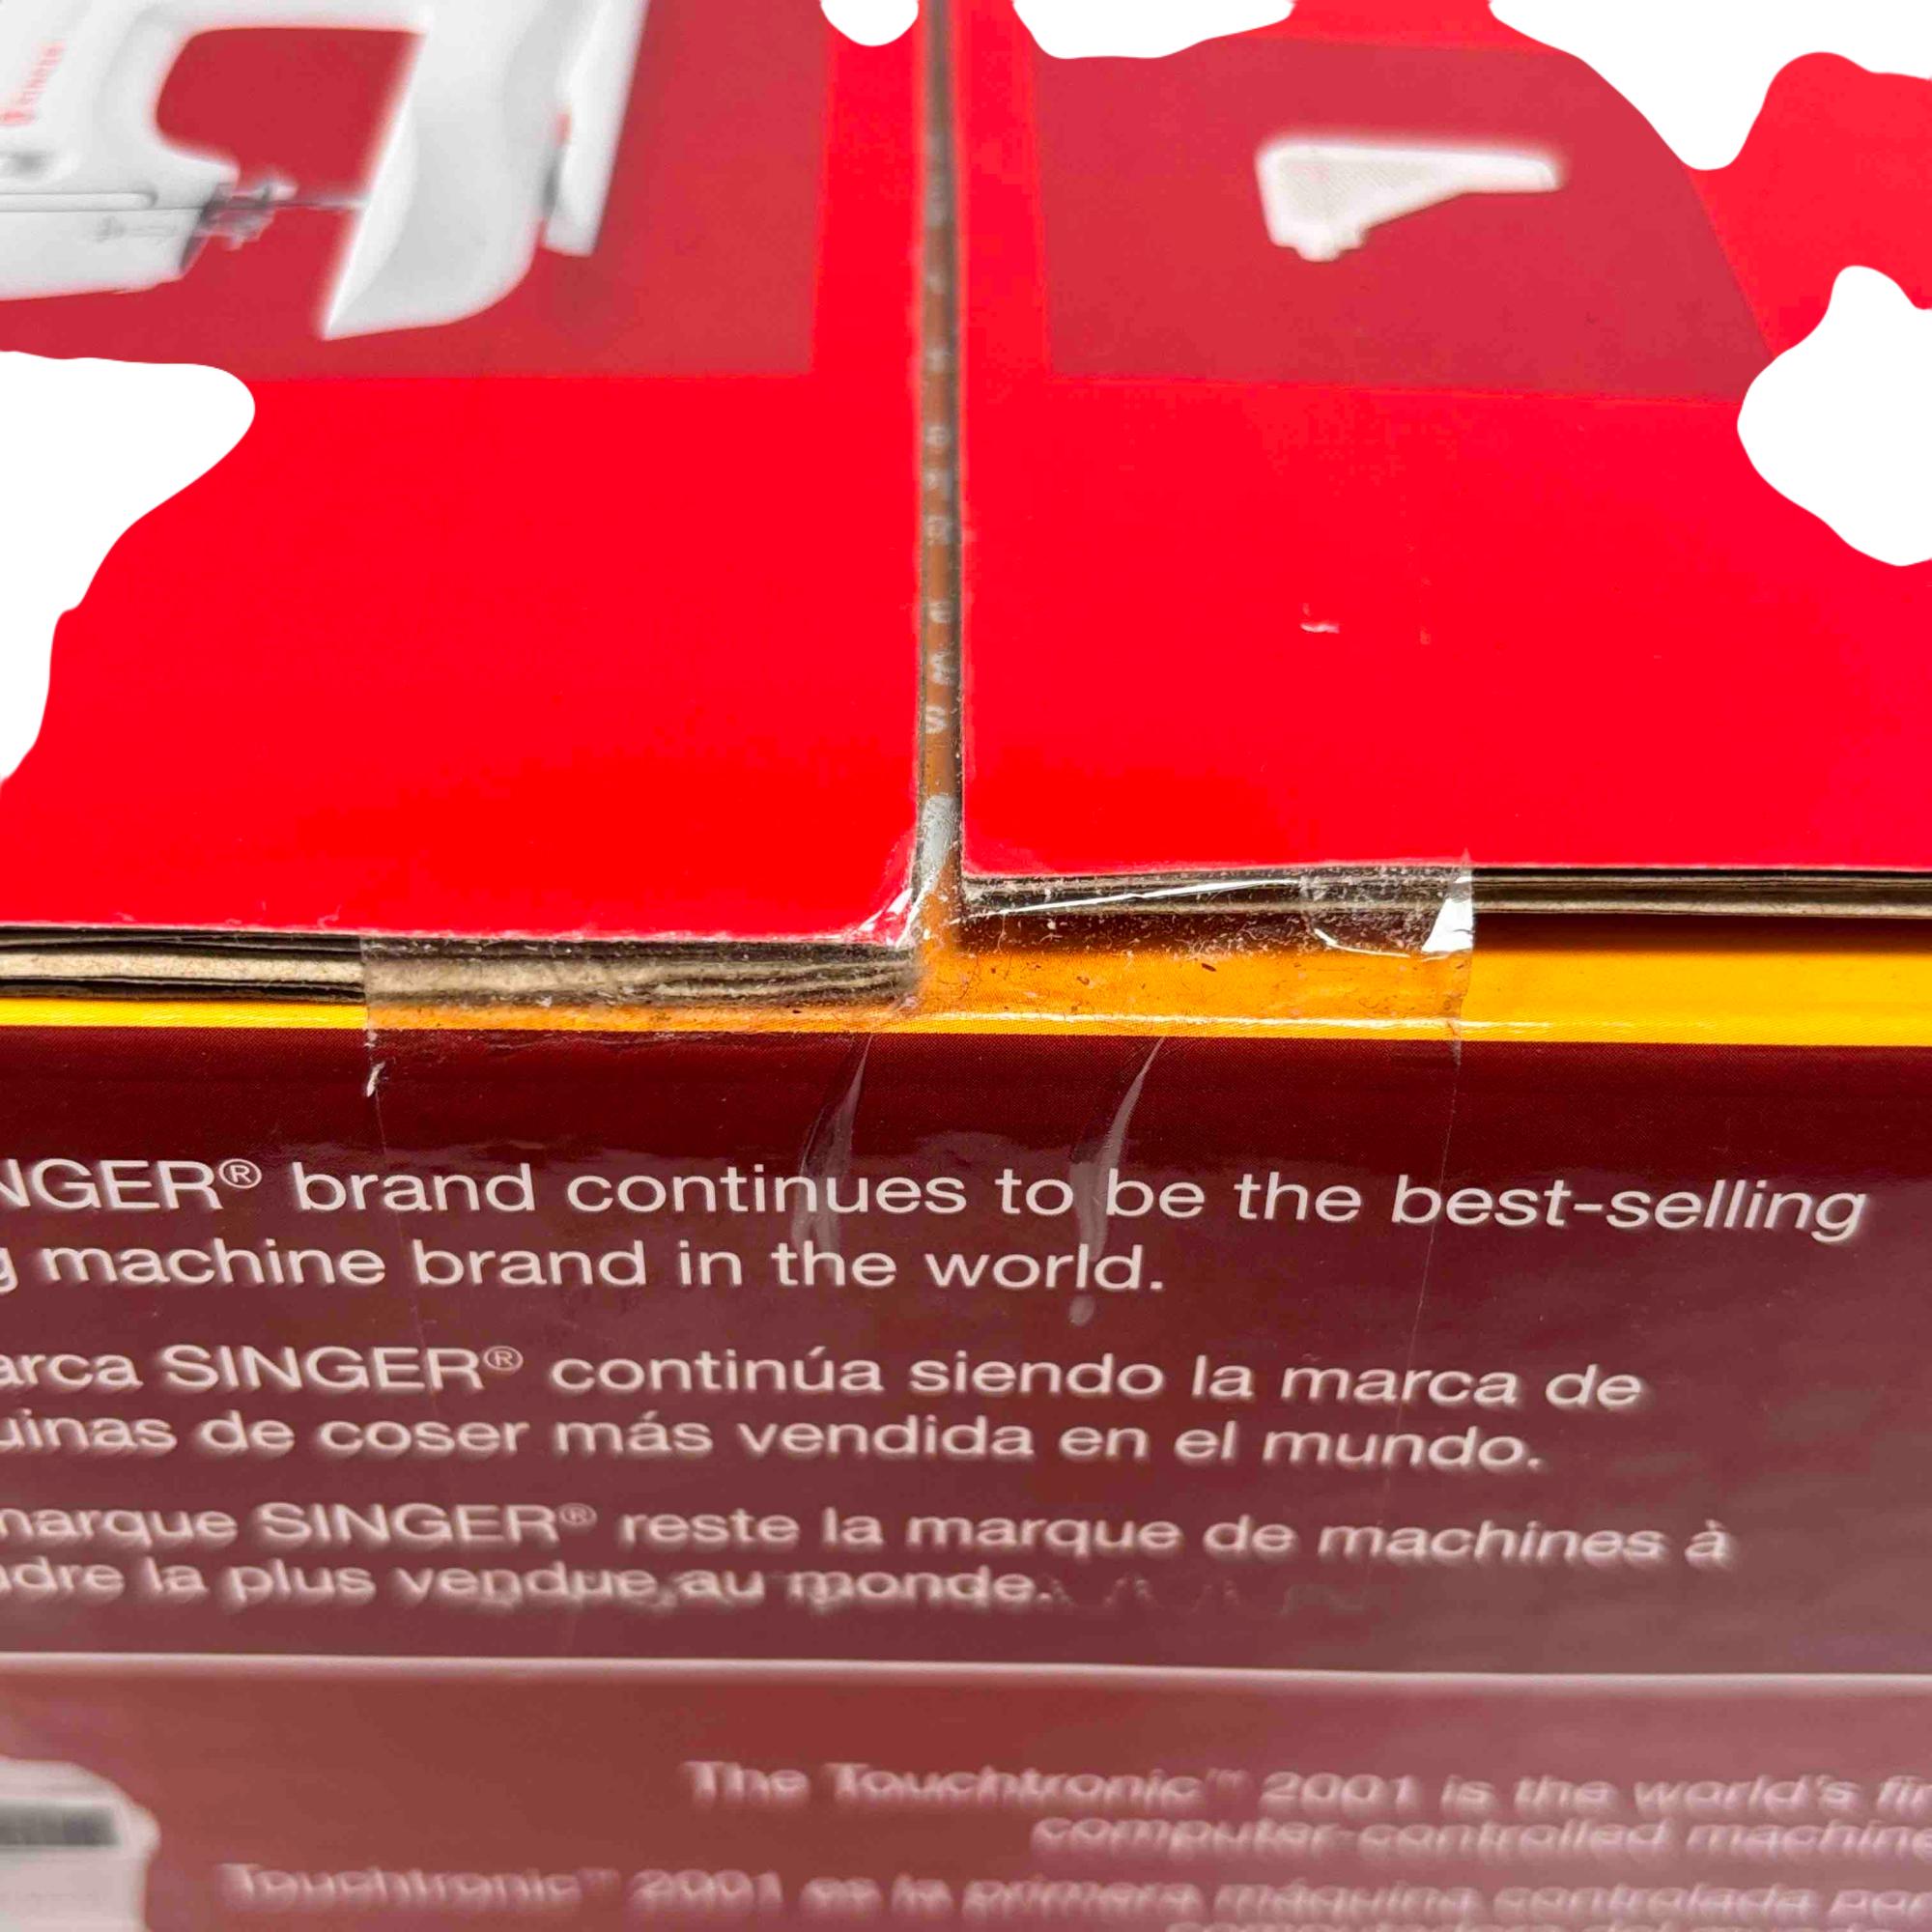 SINGER
NGER® brand continues to be the best-selling
g machine brand in the world.
arca SINGER® continúa siendo la marca de
uinas de coser más vendida en el mundo.
narque SINGER® reste la marque de machines à
dre la plus vendue au monde.
The Touchtronic™ 2001 is the world's fir
computer-controlled machine
Touchtronic™ 2001 es la primera máquina controlada por